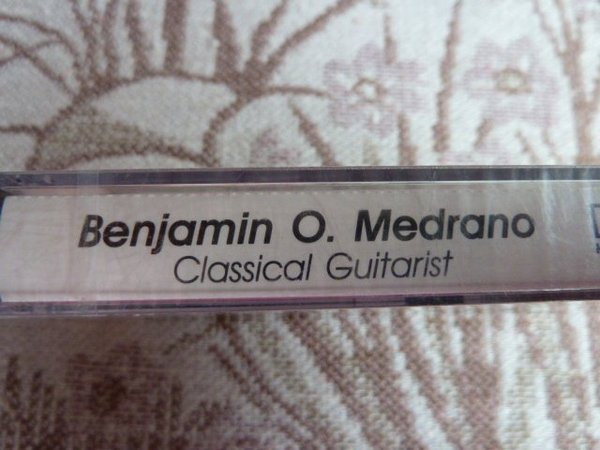 Benjamin O. Medrano
Classical Guitarist